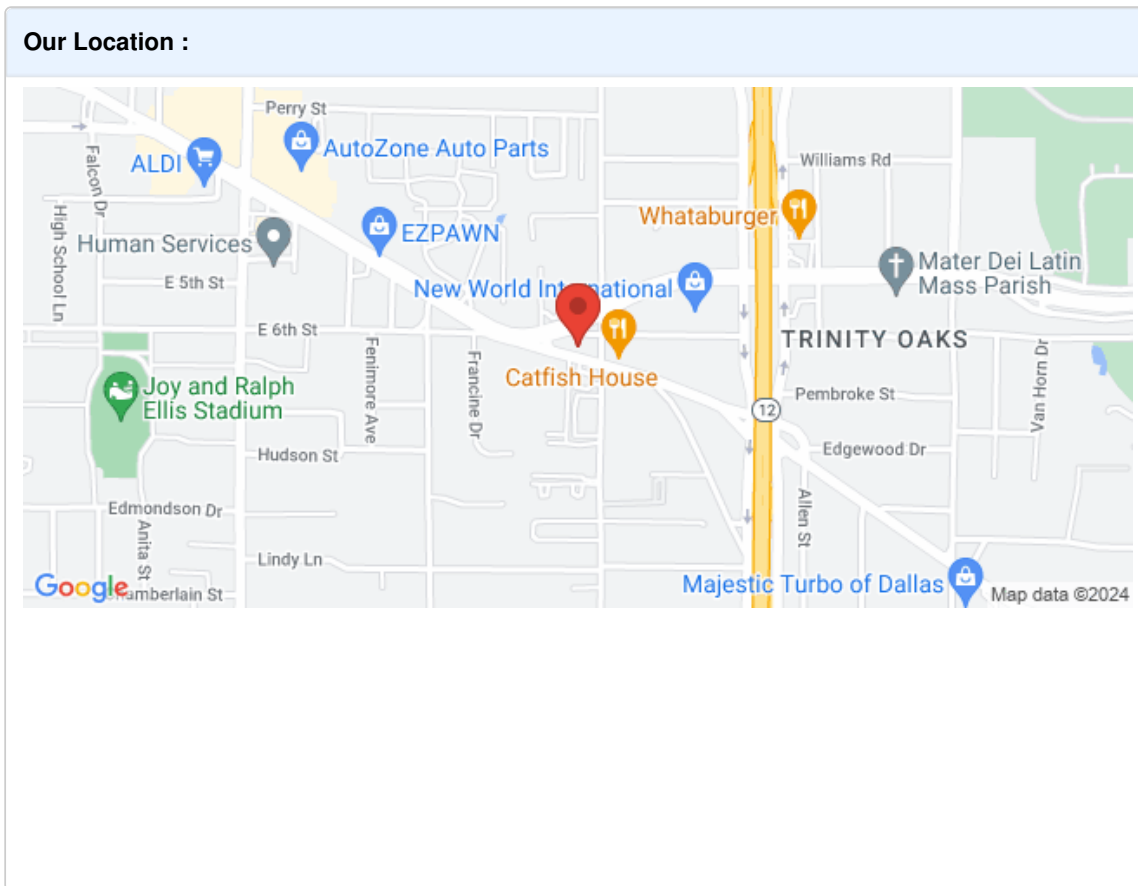 Our Location :
Perry St
AutoZone Auto Parts
ALDI
Falcon Dr
Williams Rd
Whataburger
High School Ln
Human Services
EZPAWN
E 5th St
New World International
Mater Dei Latin
Mass Parish
E 6th St
TRINITY OAKS
Catfish House
Fenimore Ave
Francine Dr
Van Horn Dr
Joy and Ralph
Ellis Stadium
Pembroke St
12
Hudson St
Edgewood Dr
Edmondson Dr
Anita St
Allen St
Lindy Ln
Majestic Turbo of Dallas
Google
hamberlain St
Map data ©2024